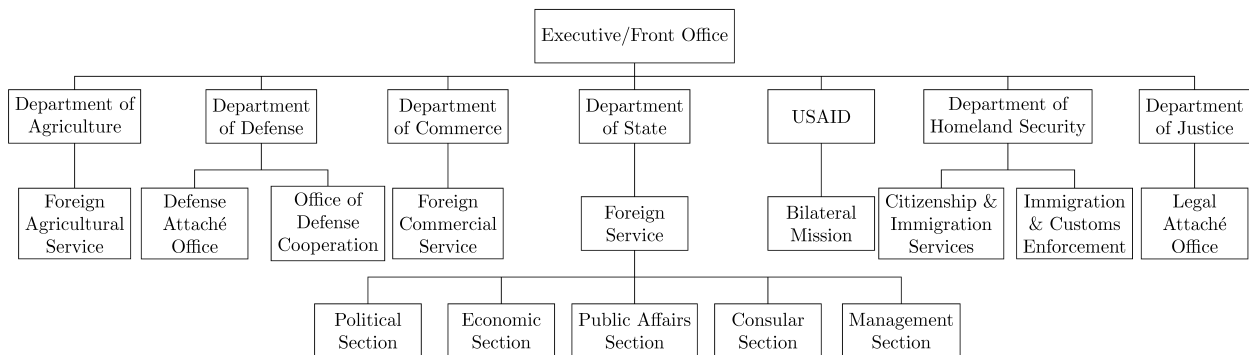 Executive/Front Office
Department of
Agriculture
Department
of Defense
Department
of Commerce
Department
of State
USAID
Department of
Homeland Security
Department
of Justice
Foreign
Agricultural
Service
Defense
Attaché
Office
Office of
Defense
Cooperation
Foreign
Commercial
Service
Foreign
Service
Bilateral
Mission
Citizenship &
Immigration
Services
Immigration
& Customs
Enforcement
Legal
Attaché
Office
Political
Section
Economic
Section
Public Affairs
Section
Consular
Section
Management
Section